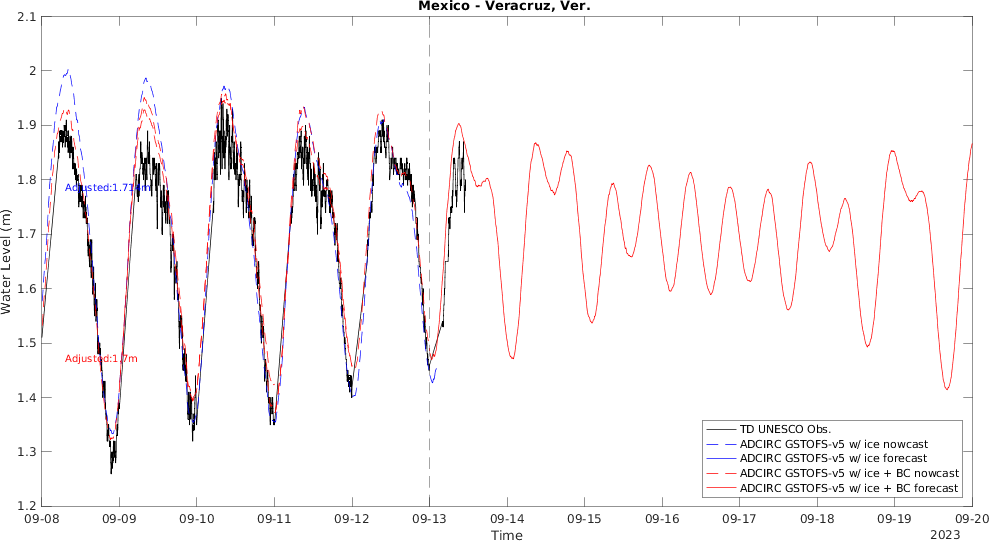 Mexico - Veracruz, Ver.
2.1
2
1.9
1.8
1.7
1.6
1.5
1.4
1.3
1.2
Water Level (m)
Adjusted:1.7
Adjusted:1.7m
09-08 09-09 09-10 09-11 09-12 09-13 09-14 09-15 09-16 09-17 09-18 09-19 09-20
Time
2023
TD UNESCO Obs.
ADCIRC GSTOFS-v5 w/ ice nowcast
ADCIRC GSTOFS-v5 w/ ice forecast
ADCIRC GSTOFS-v5 w/ ice + BC nowcast
ADCIRC GSTOFS-v5 w/ ice + BC forecast